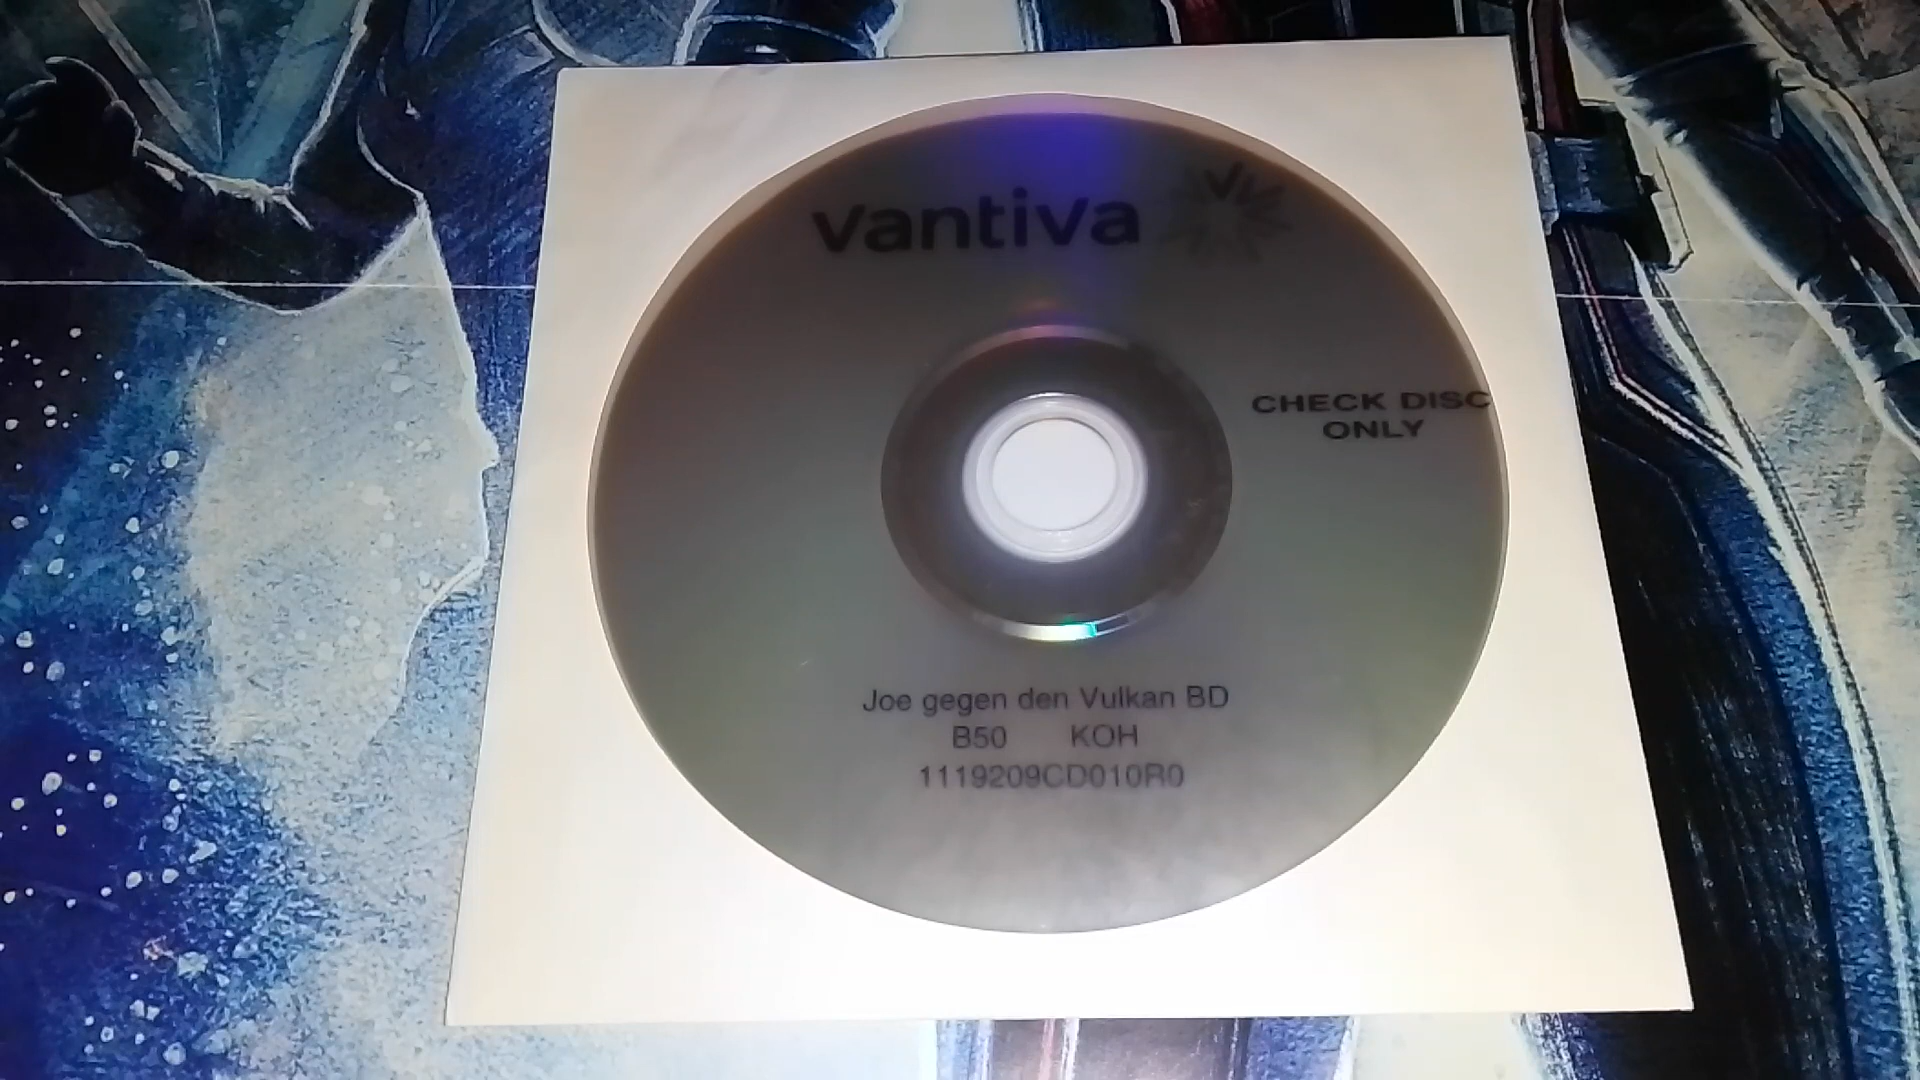 vantiva
CHECK DISC
ONLY
Joe gegen den Vulkan BD
B50 KOH
1119209CD010R0